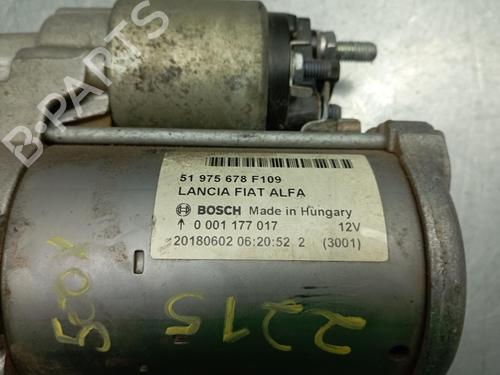 B-PARTS
51 975 678 F109
LANCIA FIAT ALFA
BOSCH Made in Hungary
↑ 0 001 177 017 12V
20180602 06:20:52 2 (3001)
500X
2215